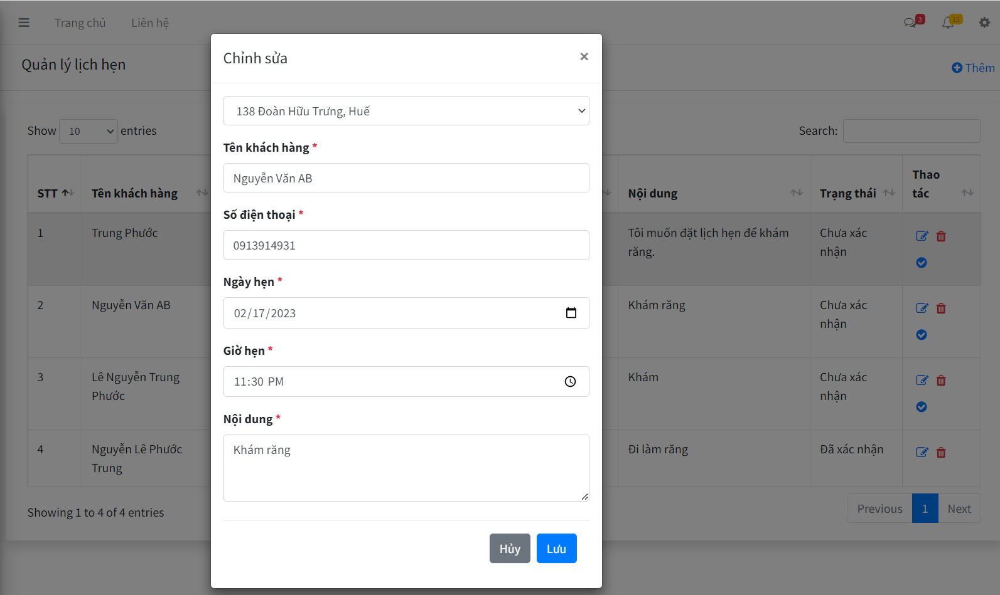 Trang chủ Liên hệ 3 15
Quản lý lịch hẹn
Thêm
Show 10 entries
Search:
STT Tên khách hàng Nội dung Trạng thái Thao tác
1 Trung Phước Tôi muốn đặt lịch hẹn để khám răng. Chưa xác nhận
2 Nguyễn Văn AB Khám răng Chưa xác nhận
3 Lê Nguyễn Trung Phước Khám Chưa xác nhận
4 Nguyễn Lê Phước Trung Đi làm răng Đã xác nhận
Showing 1 to 4 of 4 entries
Previous 1 Next
Chỉnh sửa ×
138 Đoàn Hữu Trưng, Huế
Tên khách hàng *
Nguyễn Văn AB
Số điện thoại *
0913914931
Ngày hẹn *
02/17/2023
Giờ hẹn *
11:30 PM
Nội dung *
Khám răng
Hủy Lưu